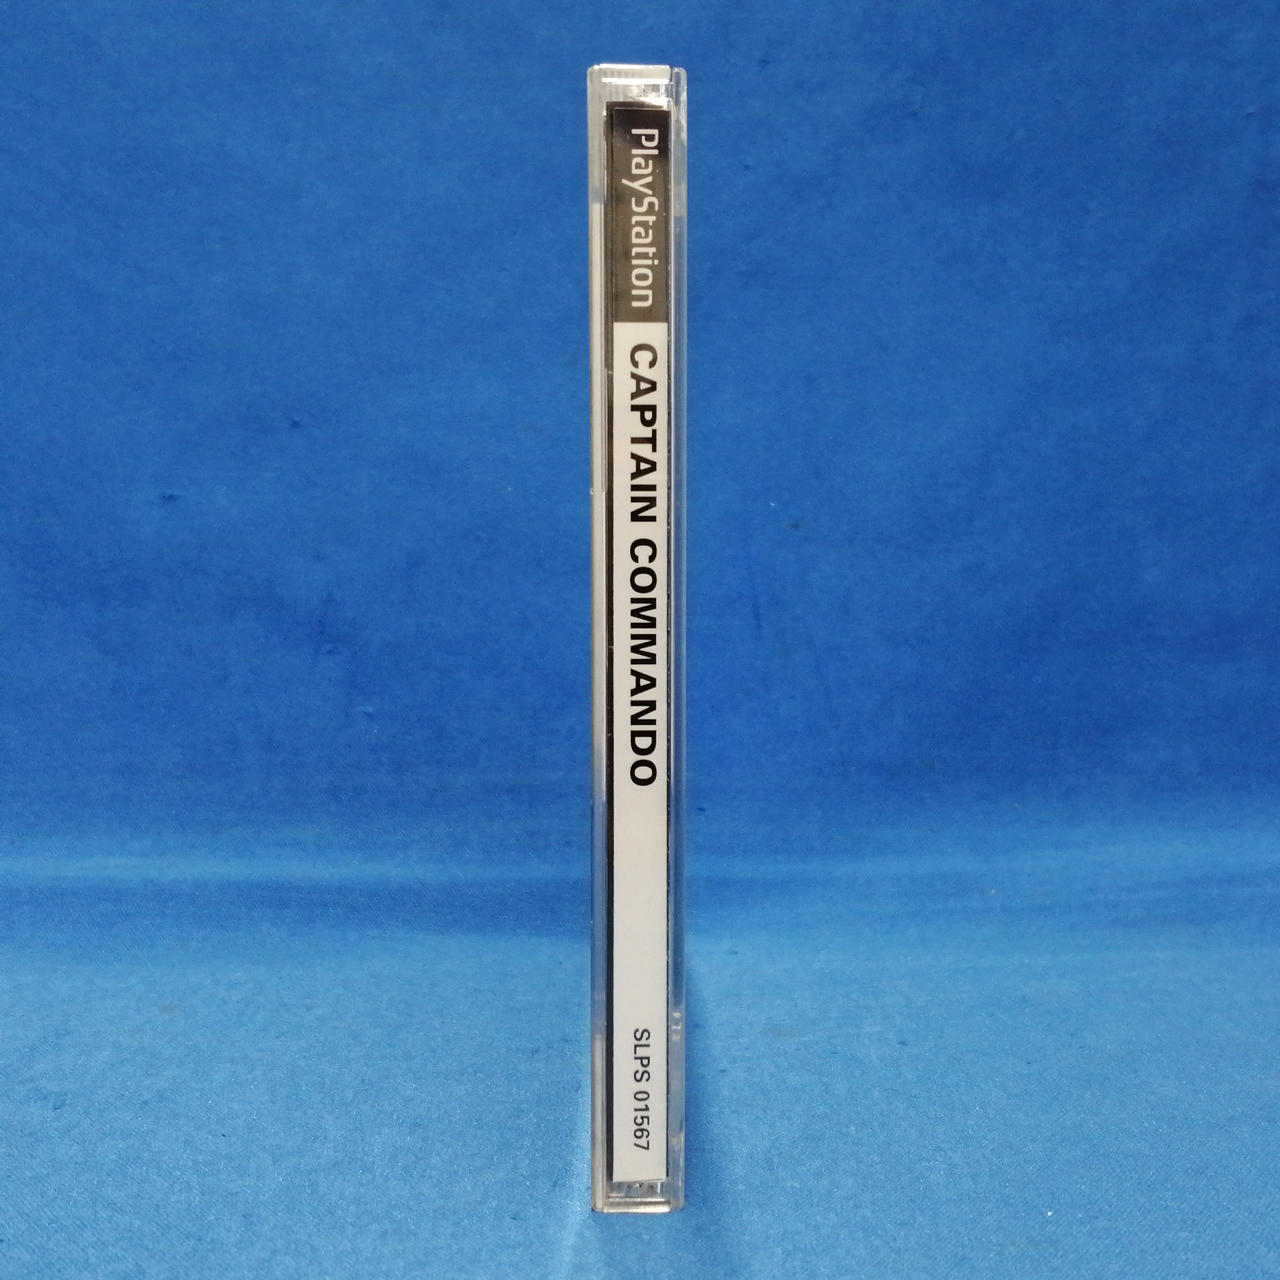 PlayStation
CAPTAIN COMMANDO
SLPS 01567